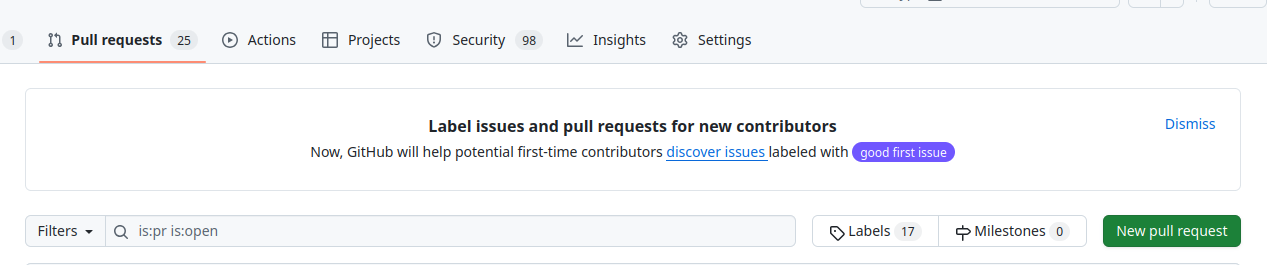 1 Pull requests 25 Actions Projects Security 98 Insights Settings
Label issues and pull requests for new contributors
Dismiss
Now, GitHub will help potential first-time contributors discover issues labeled with good first issue
Filters is:pr is:open Labels 17 Milestones 0 New pull request